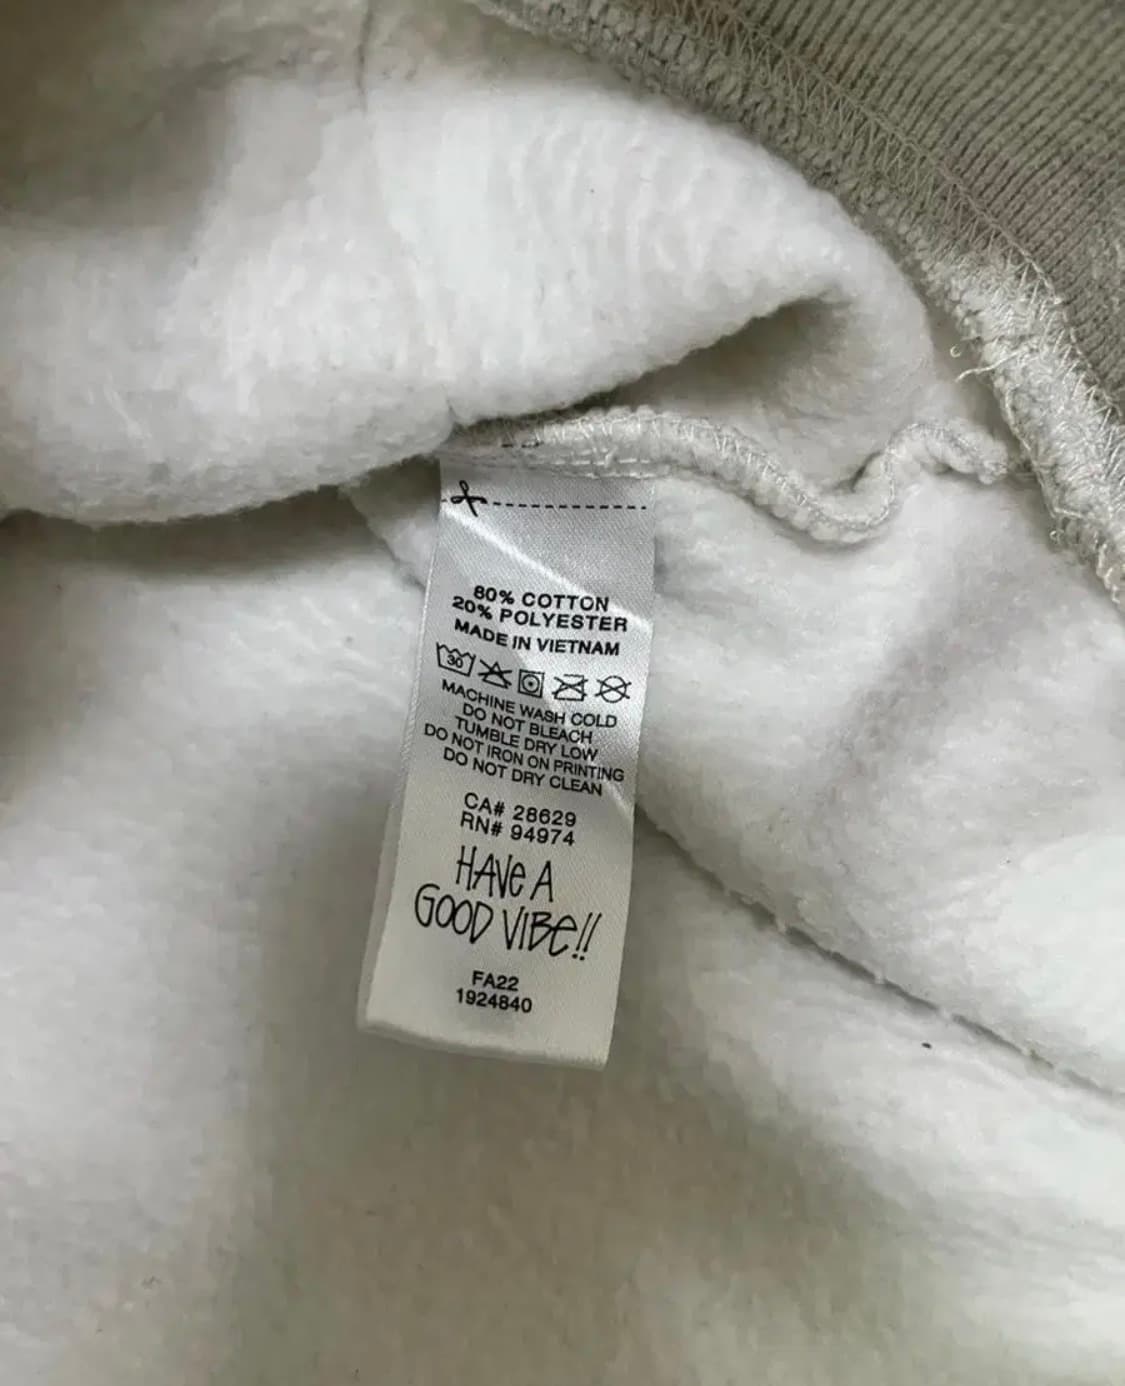 80% COTTON
20% POLYESTER
MADE IN VIETNAM
30
MACHINE WASH COLD
DO NOT BLEACH
TUMBLE DRY LOW
DO NOT IRON ON PRINTING
DO NOT DRY CLEAN
CA# 28629
RN# 94974
HAVe A
GOOD VIBe!!
FA22
1924840